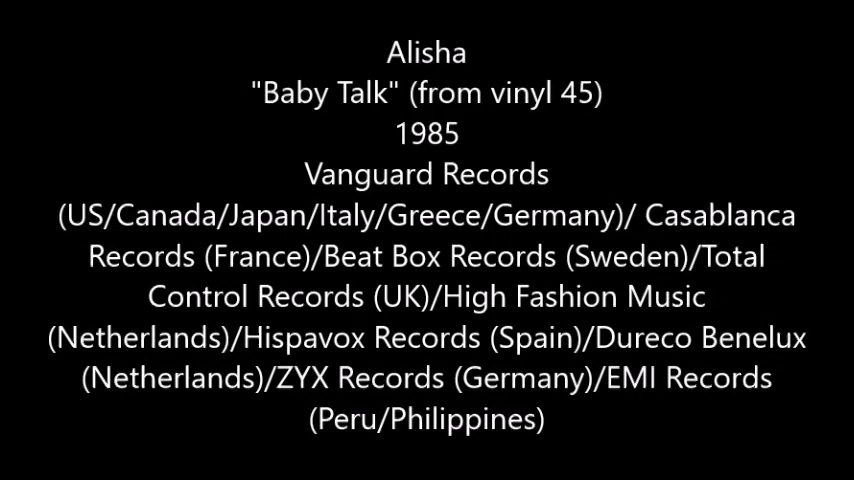 Alisha
"Baby Talk" (from vinyl 45)
1985
Vanguard Records
(US/Canada/Japan/Italy/Greece/Germany)/ Casablanca
Records (France)/Beat Box Records (Sweden)/Total
Control Records (UK)/High Fashion Music
(Netherlands)/Hispavox Records (Spain)/Dureco Benelux
(Netherlands)/ZYX Records (Germany)/EMI Records
(Peru/Philippines)